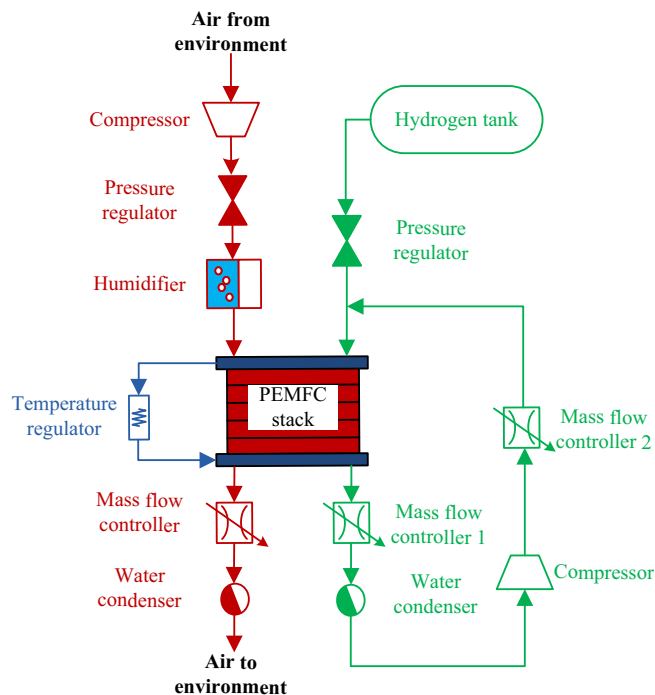 Air from
environment
Compressor
Hydrogen tank
Pressure
regulator
Pressure
regulator
Humidifier
PEMFC
stack
Temperature
regulator
Mass flow
controller 2
Mass flow
controller
Mass flow
controller 1
Compressor
Water
condenser
Water
condenser
Air to
environment